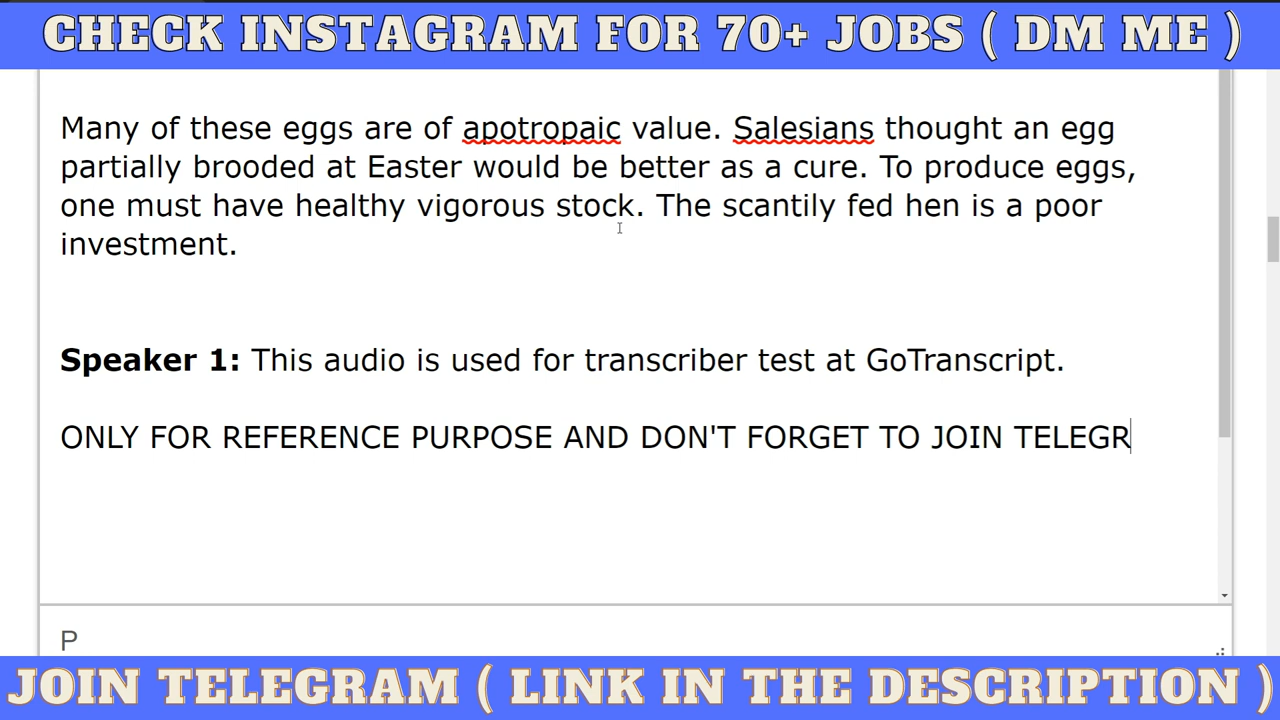 CHECK INSTAGRAM FOR 70+ JOBS ( DM ME )
Many of these eggs are of apotropaic value. Salesians thought an egg
partially brooded at Easter would be better as a cure. To produce eggs,
one must have healthy vigorous stock. The scantily fed hen is a poor
investment.
Speaker 1: This audio is used for transcriber test at GoTranscript.
ONLY FOR REFERENCE PURPOSE AND DON'T FORGET TO JOIN TELEGR
P
JOIN TELEGRAM ( LINK IN THE DESCRIPTION )